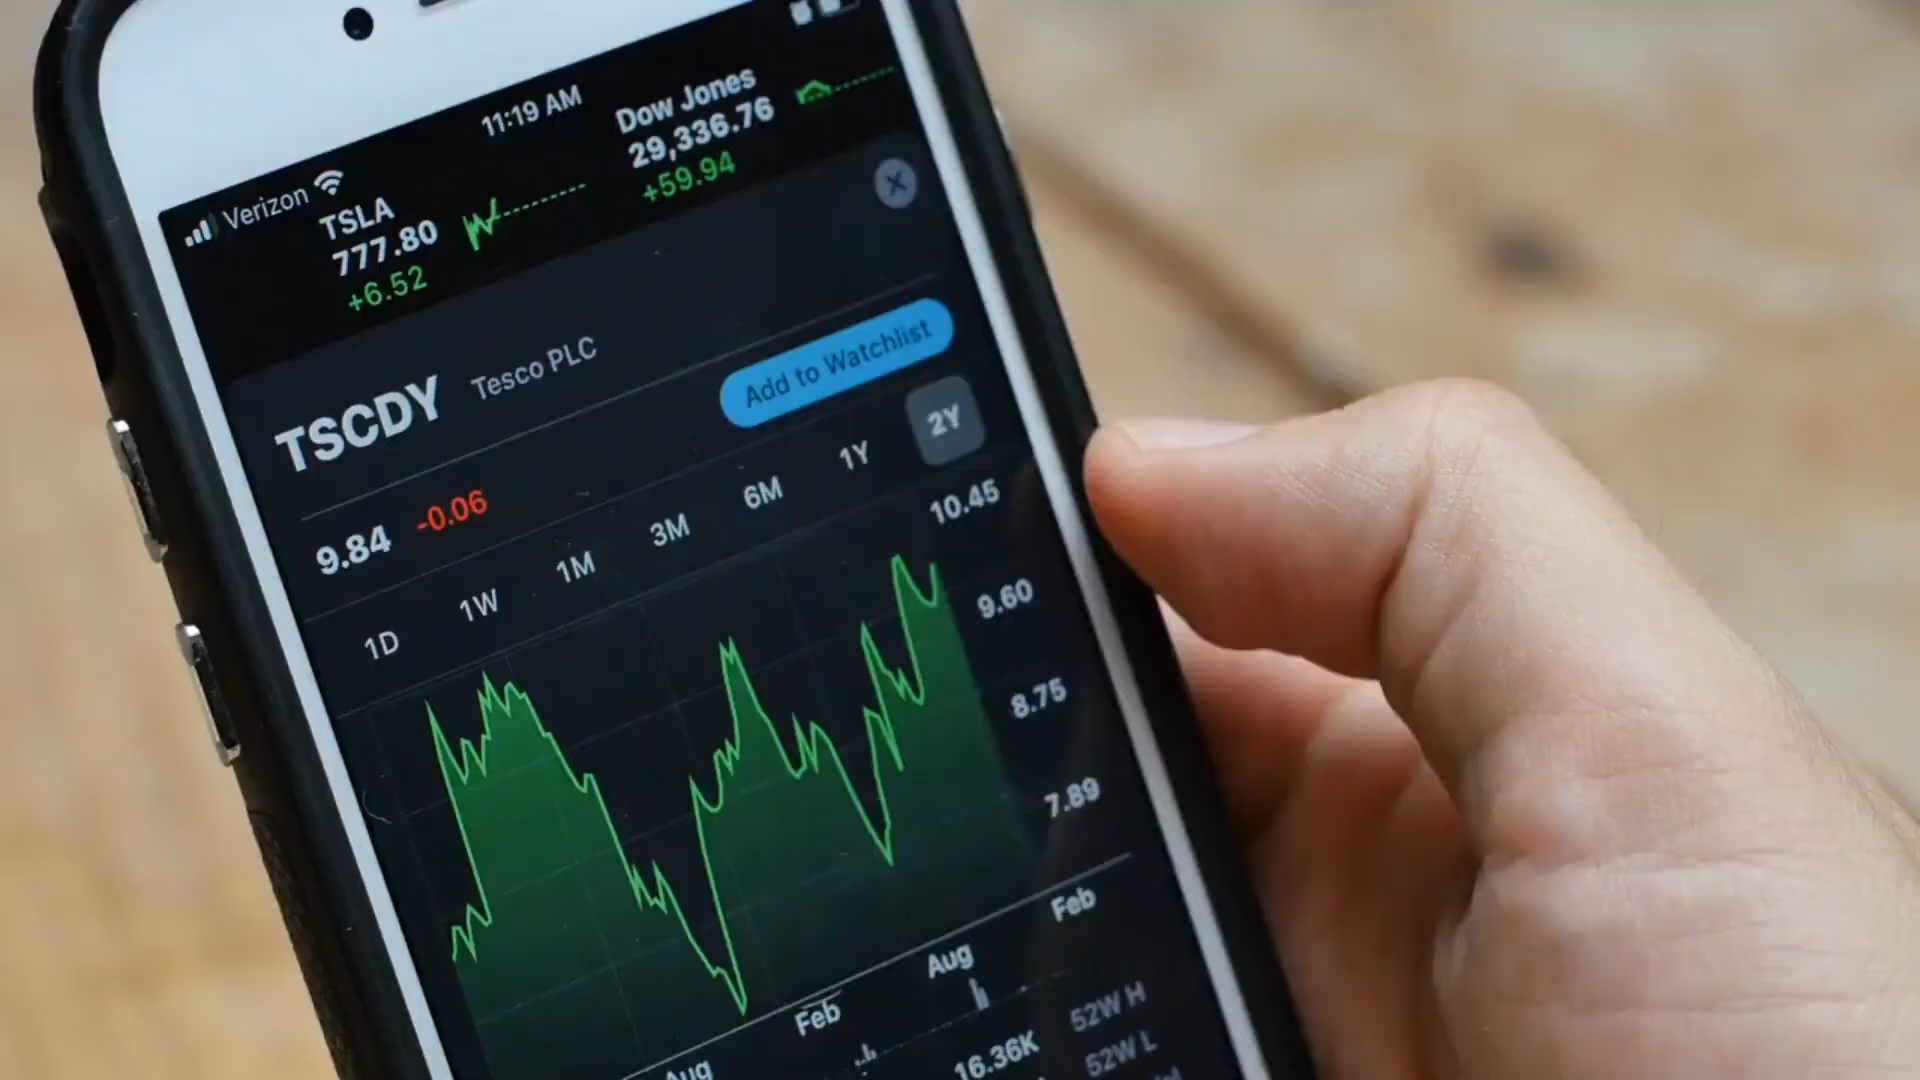 Verizon
11:19 AM
TSLA
777.80
+6.52
Dow Jones
29,336.76
+59.94
TSCDY Tesco PLC
Add to Watchlist
9.84 -0.06
1D 1W 1M 3M 6M 1Y 2Y
10.45
9.60
8.75
7.89
Aug Feb Aug Feb
16.36K
52W H
52W L